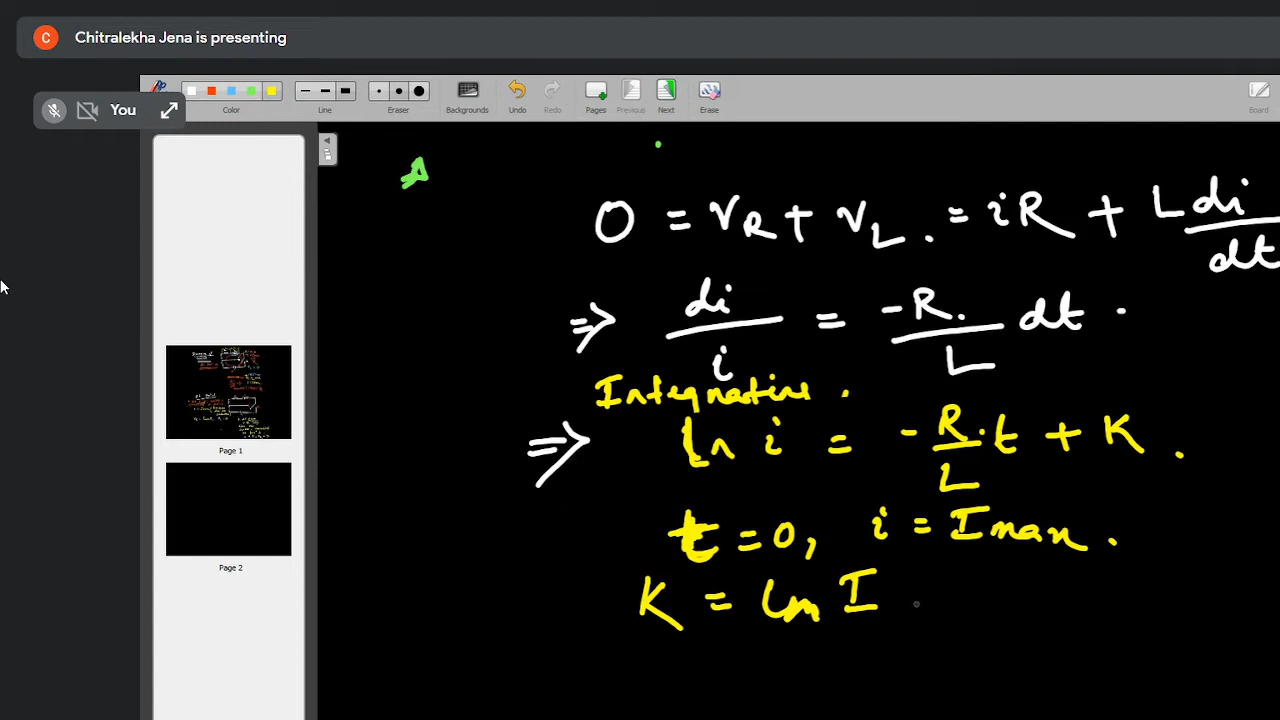 C Chitralekha Jena is presenting
You
Color Line Eraser Backgrounds Undo Redo Pages Previous Next Erase Board
0 = VR + VL . = iR + L di/dt
⇒ di/i = -R./L dt .
Integrating .
⇒ ln i = -R/L.t + K .
t = 0, i = Imax .
K = ln I
Page 1
Page 2